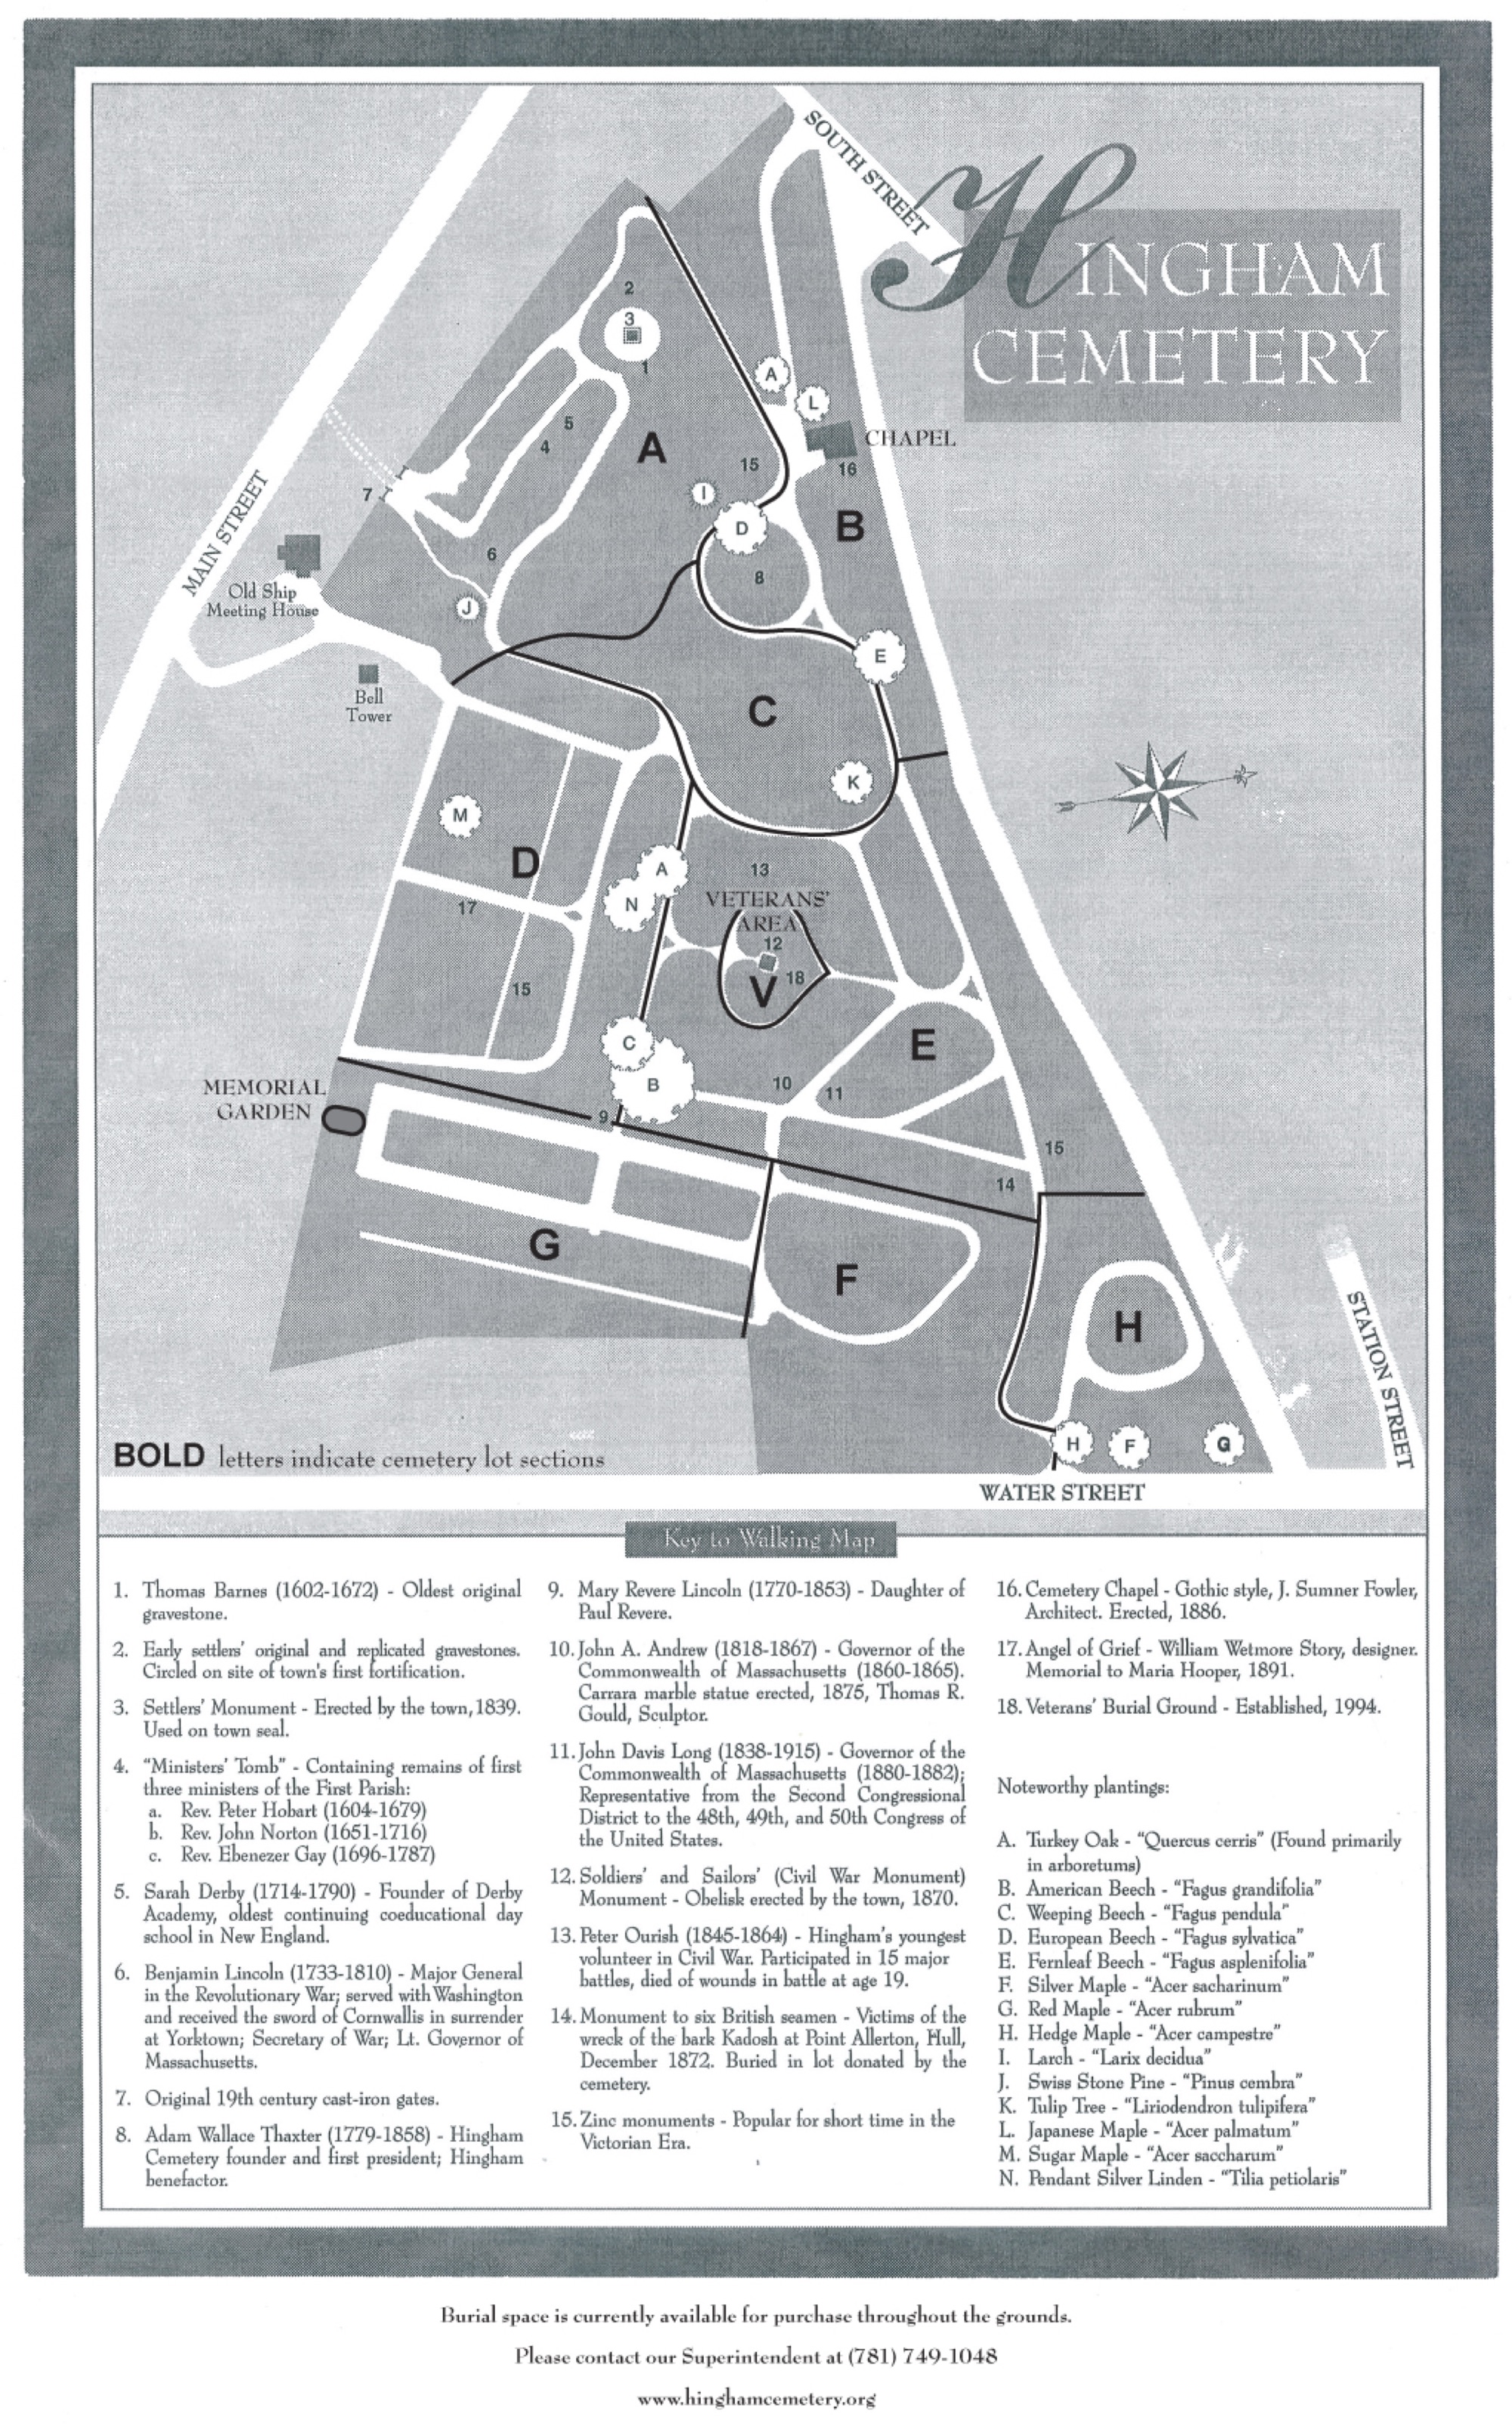 SOUTH STREET
HINGHAM
CEMETERY
2
3
1
A
L
5
4
A
CHAPEL
15
16
I
7
MAIN STREET
D
B
6
8
Old Ship
Meeting House
J
E
Bell
Tower
C
K
M
D
A
13
N
VETERANS'
AREA
17
12
18
V
15
C
E
B
10
11
MEMORIAL
GARDEN
9
15
14
G
F
H
STATION STREET
BOLD letters indicate cemetery lot sections
H
F
G
WATER STREET
Key to Walking Map
1. Thomas Barnes (1602-1672) - Oldest original
gravestone.
2. Early settlers' original and replicated gravestones.
Circled on site of town's first fortification.
3. Settlers' Monument - Erected by the town, 1839.
Used on town seal.
4. "Ministers' Tomb" - Containing remains of first
three ministers of the First Parish:
a. Rev. Peter Hobart (1604-1679)
b. Rev. John Norton (1651-1716)
c. Rev. Ebenezer Gay (1696-1787)
5. Sarah Derby (1714-1790) - Founder of Derby
Academy, oldest continuing coeducational day
school in New England.
6. Benjamin Lincoln (1733-1810) - Major General
in the Revolutionary War; served with Washington
and received the sword of Cornwallis in surrender
at Yorktown; Secretary of War; Lt. Governor of
Massachusetts.
7. Original 19th century cast-iron gates.
8. Adam Wallace Thaxter (1779-1858) - Hingham
Cemetery founder and first president; Hingham
benefactor.
9. Mary Revere Lincoln (1770-1853) - Daughter of
Paul Revere.
10. John A. Andrew (1818-1867) - Governor of the
Commonwealth of Massachusetts (1860-1865).
Carrara marble statue erected, 1875, Thomas R.
Gould, Sculptor.
11. John Davis Long (1838-1915) - Governor of the
Commonwealth of Massachusetts (1880-1882);
Representative from the Second Congressional
District to the 48th, 49th, and 50th Congress of
the United States.
12. Soldiers' and Sailors' (Civil War Monument)
Monument - Obelisk erected by the town, 1870.
13. Peter Ourish (1845-1864) - Hingham's youngest
volunteer in Civil War. Participated in 15 major
battles, died of wounds in battle at age 19.
14. Monument to six British seamen - Victims of the
wreck of the bark Kadosh at Point Allerton, Hull,
December 1872. Buried in lot donated by the
cemetery.
15. Zinc monuments - Popular for short time in the
Victorian Era.
16. Cemetery Chapel - Gothic style, J. Sumner Fowler,
Architect. Erected, 1886.
17. Angel of Grief - William Wetmore Story, designer.
Memorial to Maria Hooper, 1891.
18. Veterans' Burial Ground - Established, 1994.
Noteworthy plantings:
A. Turkey Oak - "Quercus cerris" (Found primarily
in arboretums)
B. American Beech - "Fagus grandifolia"
C. Weeping Beech - "Fagus pendula"
D. European Beech - "Fagus sylvatica"
E. Fernleaf Beech - "Fagus asplenifolia"
F. Silver Maple - "Acer sacharinum"
G. Red Maple - "Acer rubrum"
H. Hedge Maple - "Acer campestre"
I. Larch - "Larix decidua"
J. Swiss Stone Pine - "Pinus cembra"
K. Tulip Tree - "Liriodendron tulipifera"
L. Japanese Maple - "Acer palmatum"
M. Sugar Maple - "Acer saccharum"
N. Pendant Silver Linden - "Tilia petiolaris"
Burial space is currently available for purchase throughout the grounds.
Please contact our Superintendent at (781) 749-1048
www.hinghamcemetery.org